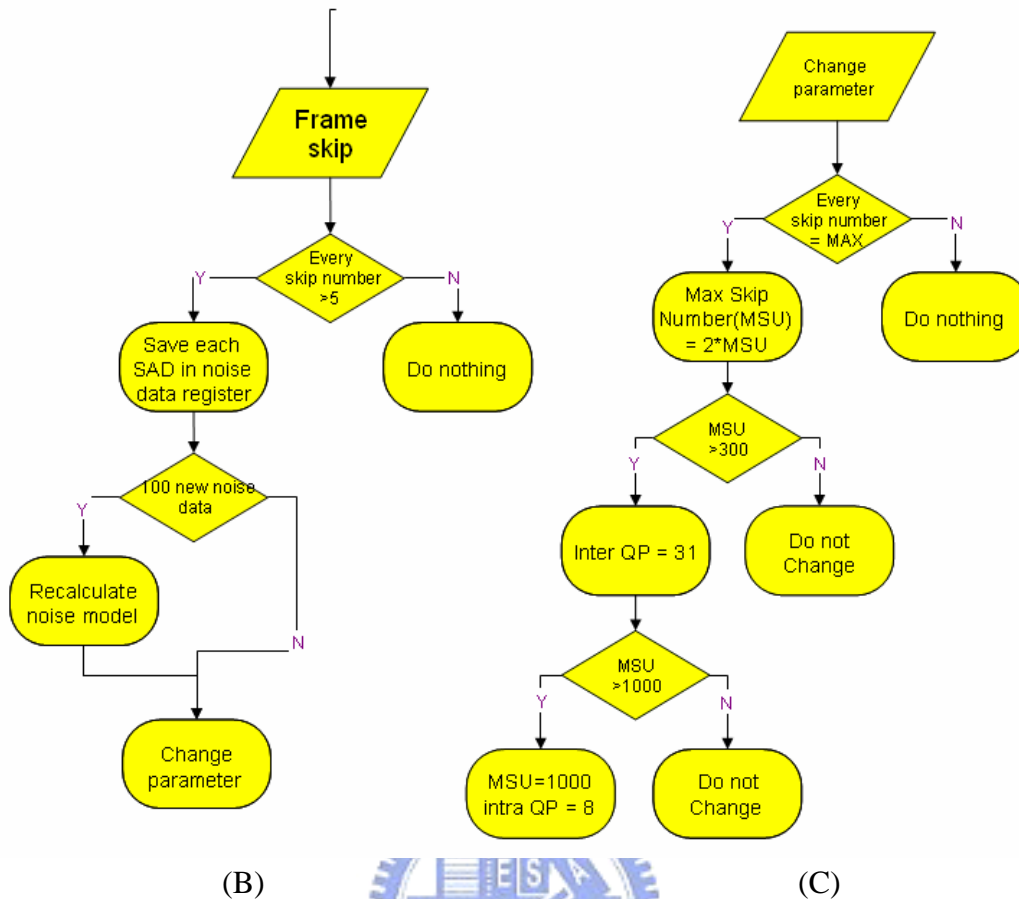 Frame
skip
Every
skip number
>5
Y
N
Save each
SAD in noise
data register
Do nothing
100 new noise
data
Y
N
Recalculate
noise model
Change
parameter
(B)
Change
parameter
Every
skip number
= MAX
Y
N
Max Skip
Number(MSU)
= 2*MSU
Do nothing
MSU
>300
Y
N
Inter QP = 31
Do not
Change
MSU
>1000
Y
N
MSU=1000
intra QP = 8
Do not
Change
(C)
ESA